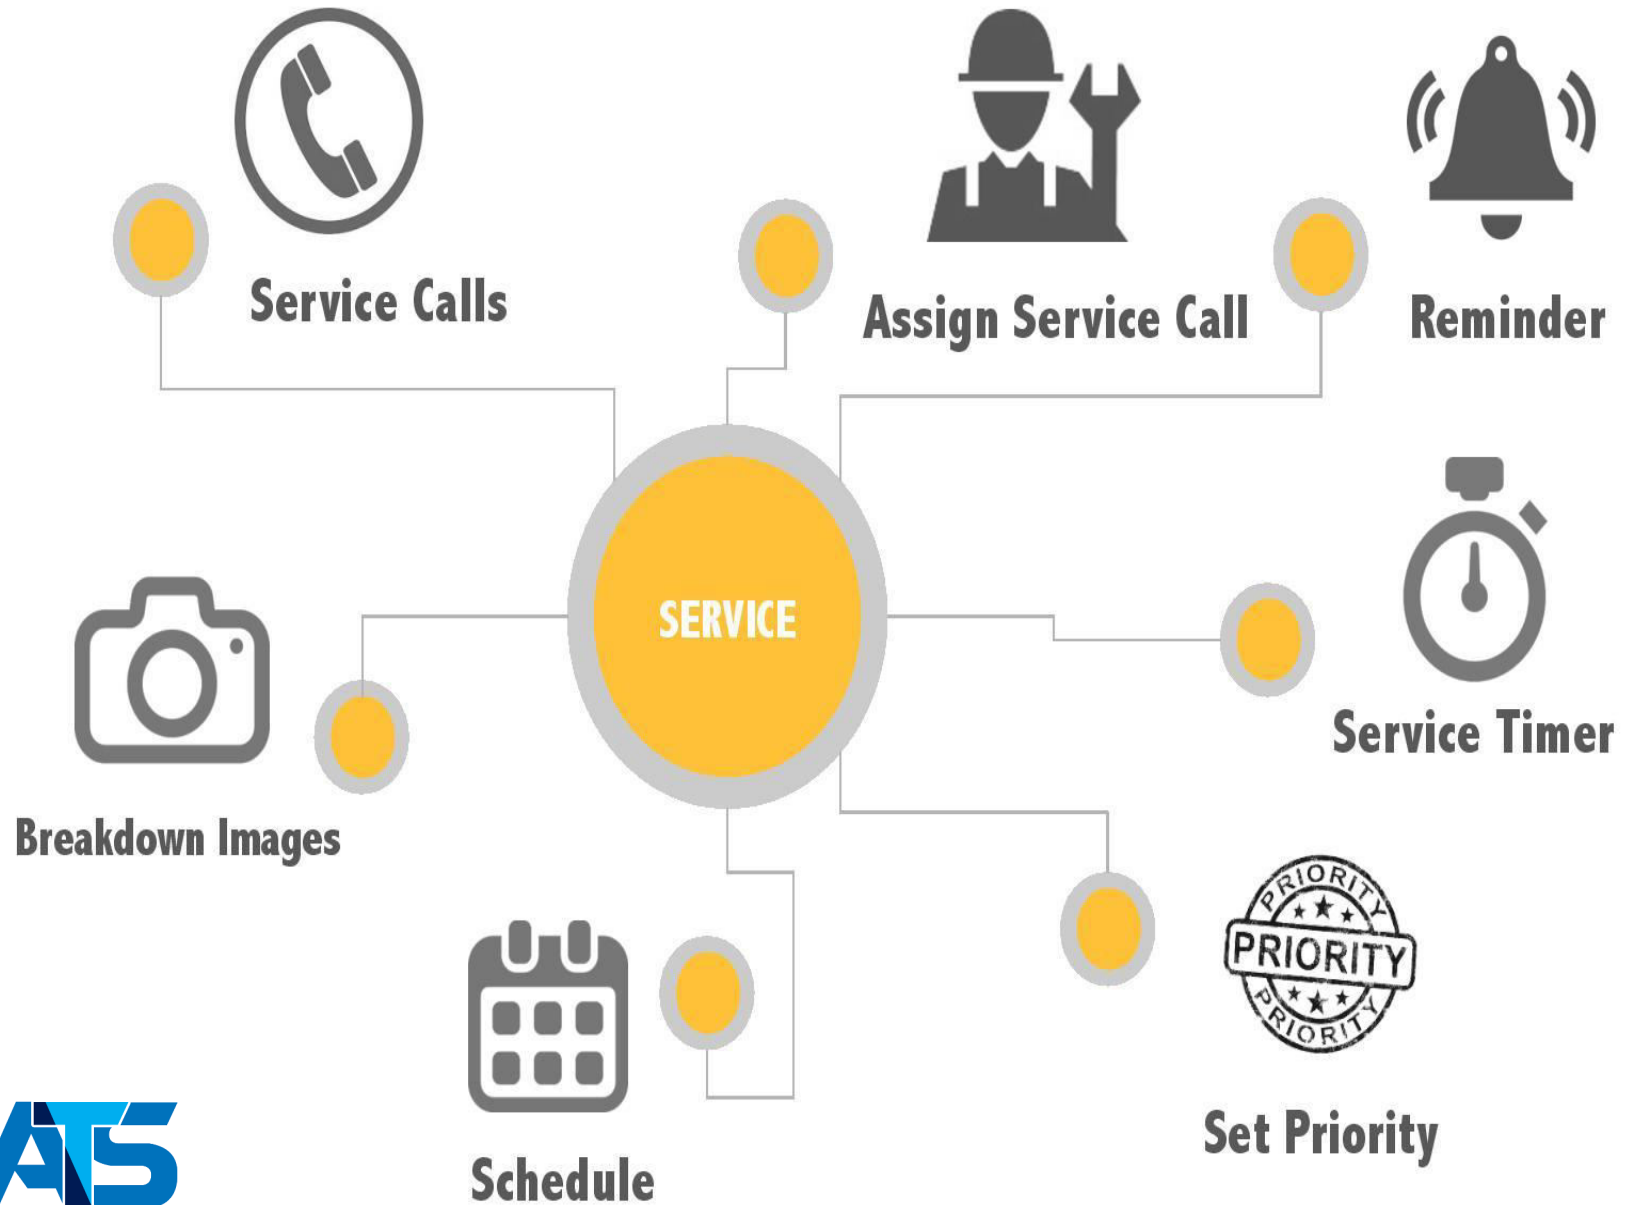 Service Calls
Assign Service Call
Reminder
SERVICE
Service Timer
Breakdown Images
PRIORITY
PRIORITY
PRIORITY
Set Priority
Schedule
ATS